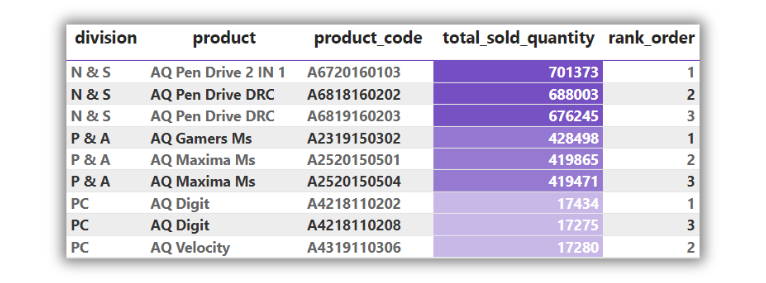 division product product_code total_sold_quantity rank_order
N & S AQ Pen Drive 2 IN 1 A6720160103 701373 1
N & S AQ Pen Drive DRC A6818160202 688003 2
N & S AQ Pen Drive DRC A6819160203 676245 3
P & A AQ Gamers Ms A2319150302 428498 1
P & A AQ Maxima Ms A2520150501 419865 2
P & A AQ Maxima Ms A2520150504 419471 3
PC AQ Digit A4218110202 17434 1
PC AQ Digit A4218110208 17275 3
PC AQ Velocity A4319110306 17280 2